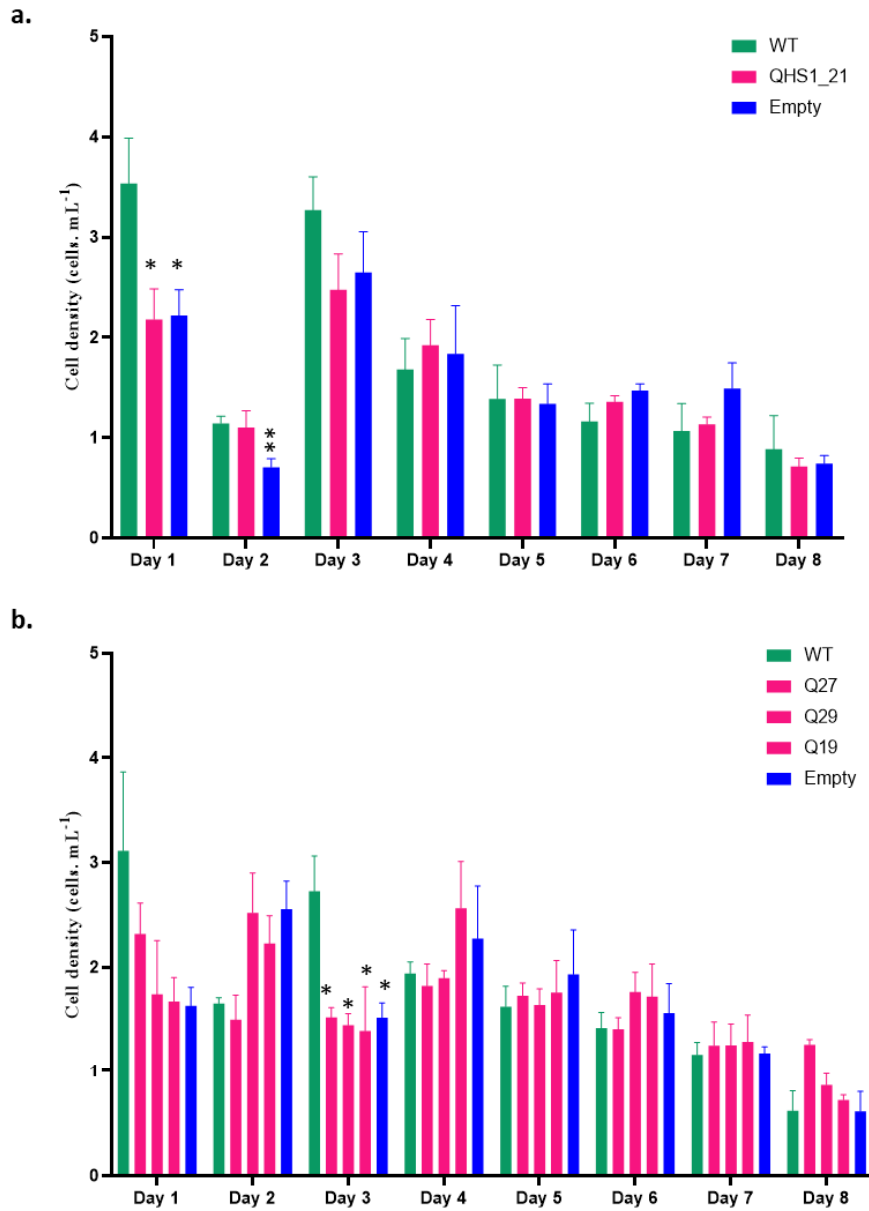 a.
5
4
3
2
1
0
Cell density (cells. mL⁻¹)
WT
QHS1_21
Empty
*
*
**
Day 1
Day 2
Day 3
Day 4
Day 5
Day 6
Day 7
Day 8
b.
5
4
3
2
1
0
Cell density (cells. mL⁻¹)
WT
Q27
Q29
Q19
Empty
*
*
*
*
Day 1
Day 2
Day 3
Day 4
Day 5
Day 6
Day 7
Day 8